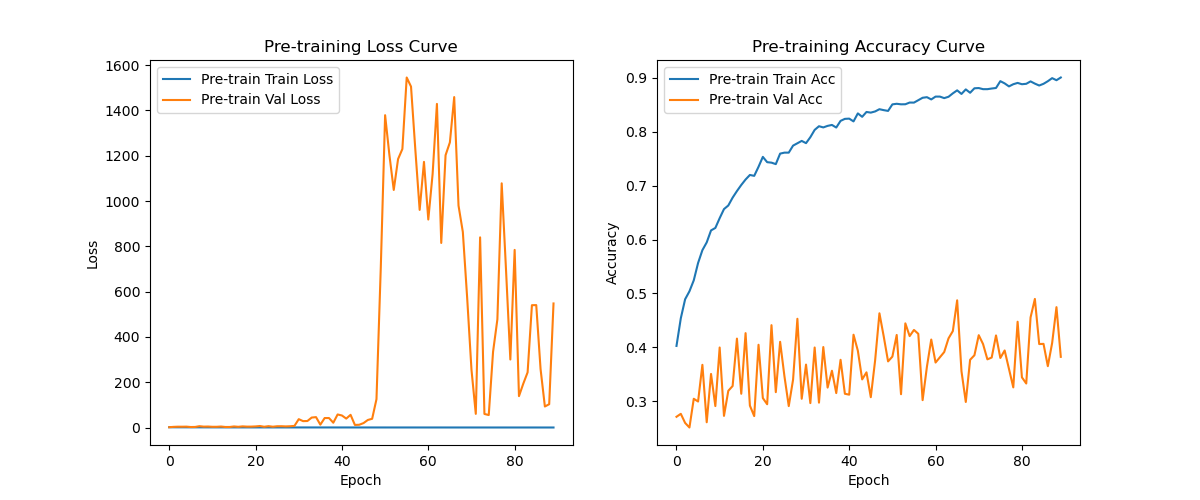 Pre-training Loss Curve
Pre-train Train Loss
Pre-train Val Loss
1600
1400
1200
1000
800
600
400
200
0
Loss
0
20
40
60
80
Epoch
Pre-training Accuracy Curve
Pre-train Train Acc
Pre-train Val Acc
0.9
0.8
0.7
0.6
0.5
0.4
0.3
Accuracy
0
20
40
60
80
Epoch